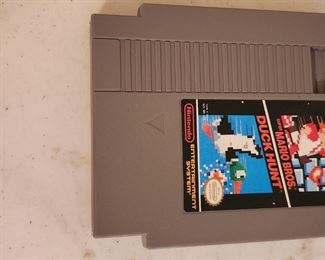 SUPER MARIO BROS.
DUCK HUNT
Nintendo
ENTERTAINMENT
SYSTEM